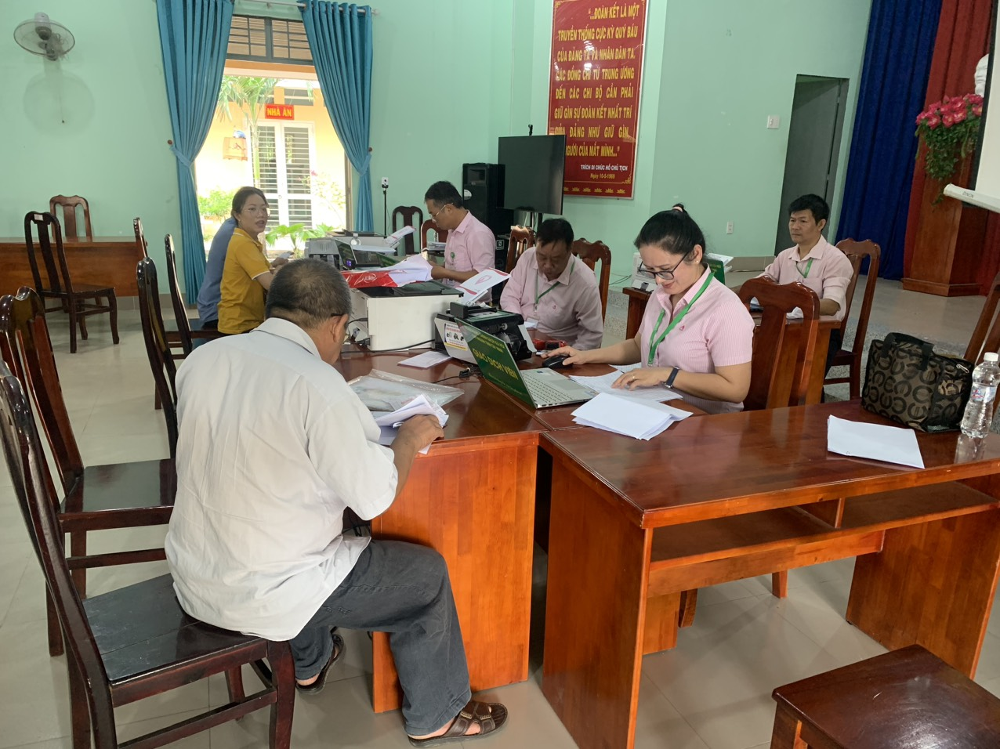 "...ĐOÀN KẾT LÀ MỘT
TRUYỀN THỐNG CỰC KỲ QUÝ BÁU
CỦA ĐẢNG TA VÀ NHÂN DÂN TA.
CÁC ĐỒNG CHÍ TỪ TRUNG ƯƠNG
ĐẾN CÁC CHI BỘ CẦN PHẢI
GIỮ GÌN SỰ ĐOÀN KẾT NHẤT TRÍ
CỦA ĐẢNG NHƯ GIỮ GÌN
NGƯƠI CỦA MẮT MÌNH..."
TRÍCH DI CHÚC HỒ CHỦ TỊCH
Ngày 10-5-1969
NHÀ ĂN
GIAO DỊCH VIÊN